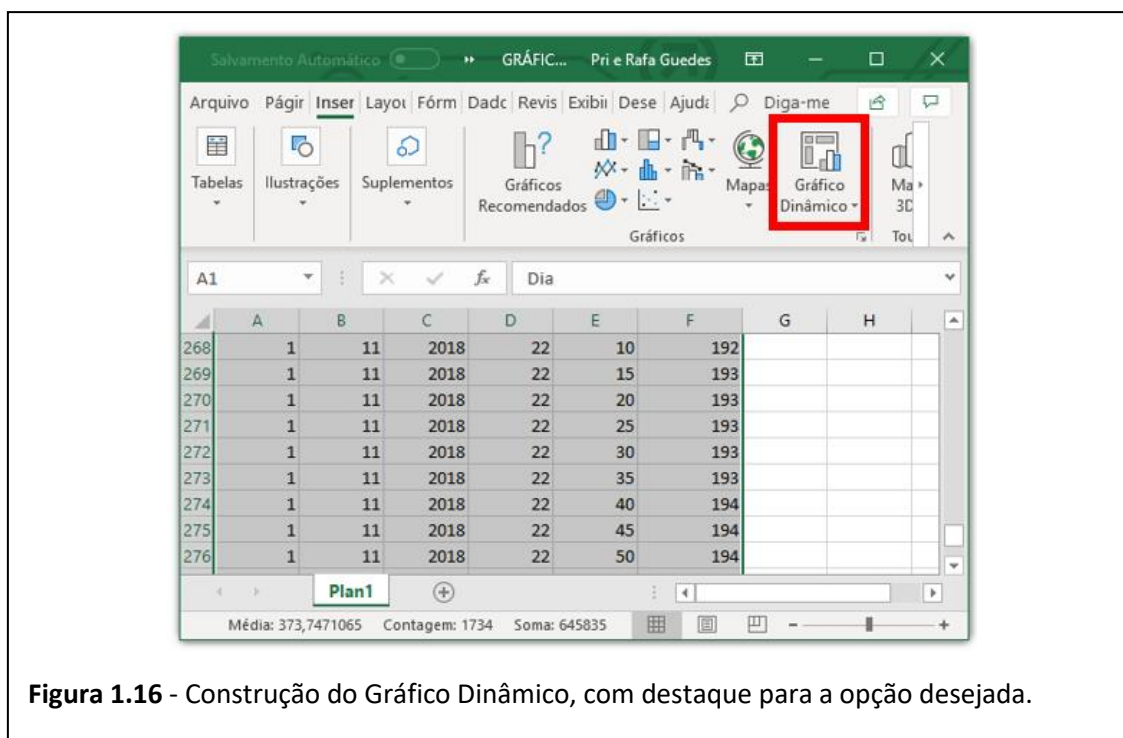 Salvamento Automático GRÁFIC... Pri e Rafa Guedes
Arquivo Págir Inser Layou Fórm Dadc Revis Exibiı Dese Ajuda Diga-me
Tabelas Ilustrações Suplementos Gráficos Recomendados Mapas Gráfico Dinâmico Ma 3D
Gráficos Tou
A1 fx Dia
A B C D E F G H
268 1 11 2018 22 10 192
269 1 11 2018 22 15 193
270 1 11 2018 22 20 193
271 1 11 2018 22 25 193
272 1 11 2018 22 30 193
273 1 11 2018 22 35 193
274 1 11 2018 22 40 194
275 1 11 2018 22 45 194
276 1 11 2018 22 50 194
Plan1
Média: 373,7471065 Contagem: 1734 Soma: 645835
Figura 1.16 - Construção do Gráfico Dinâmico, com destaque para a opção desejada.